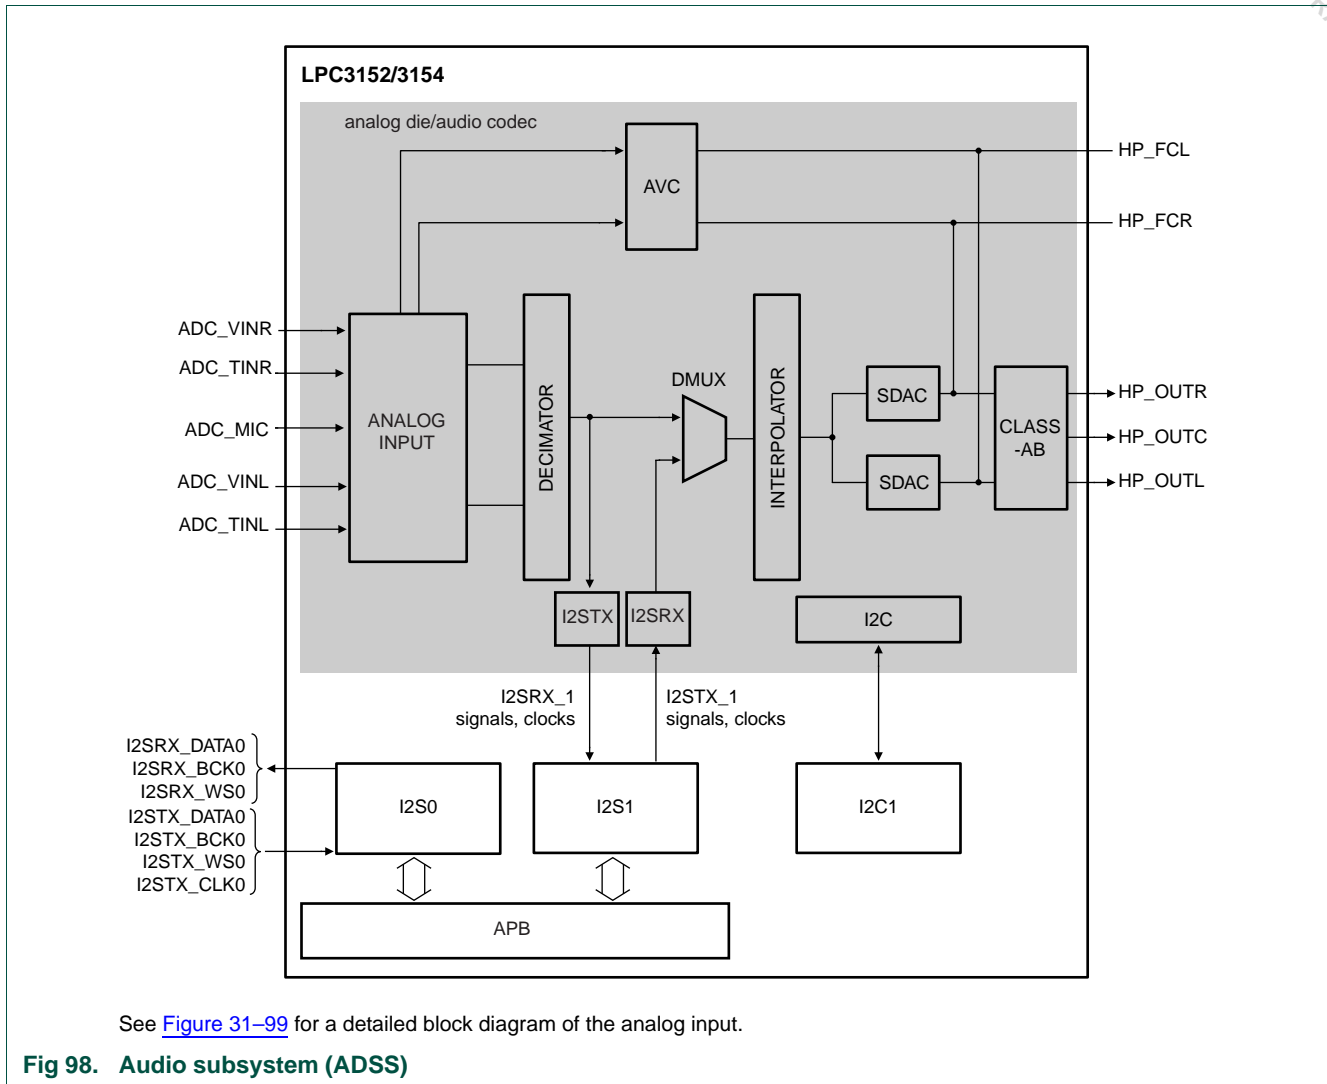 LPC3152/3154
analog die/audio codec
AVC
HP_FCL
HP_FCR
ADC_VINR
ADC_TINR
ADC_MIC
ADC_VINL
ADC_TINL
ANALOG
INPUT
DECIMATOR
DMUX
INTERPOLATOR
SDAC
SDAC
CLASS
-AB
HP_OUTR
HP_OUTC
HP_OUTL
I2STX
I2SRX
I2C
I2SRX_1
signals, clocks
I2STX_1
signals, clocks
I2SRX_DATA0
I2SRX_BCK0
I2SRX_WS0
I2STX_DATA0
I2STX_BCK0
I2STX_WS0
I2STX_CLK0
I2S0
I2S1
I2C1
APB
See Figure 31–99 for a detailed block diagram of the analog input.
Fig 98. Audio subsystem (ADSS)